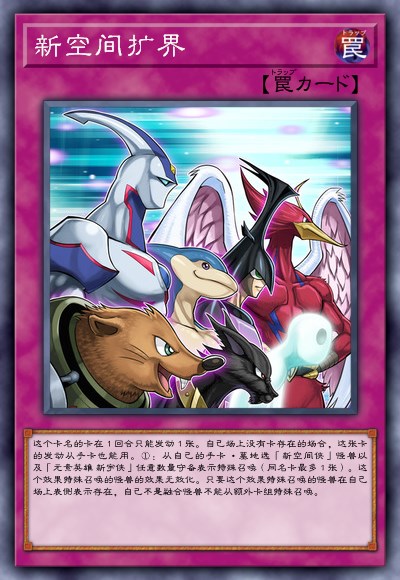 新空间扩界
罠
トラップ
【罠カード】
トラップ
这个卡名的卡在1回合只能发动1张。自己场上没有卡存在的场合，这张卡
的发动从手卡也能用。①：从自己的手卡·墓地选「新空间侠」怪兽以
及「元素英雄 新宇侠」任意数量守备表示特殊召唤（同名卡最多1张）。这
个效果特殊召唤的怪兽的效果无效化。只要这个效果特殊召唤的怪兽在自己
场上表侧表示存在，自己不是融合怪兽不能从额外卡组特殊召唤。